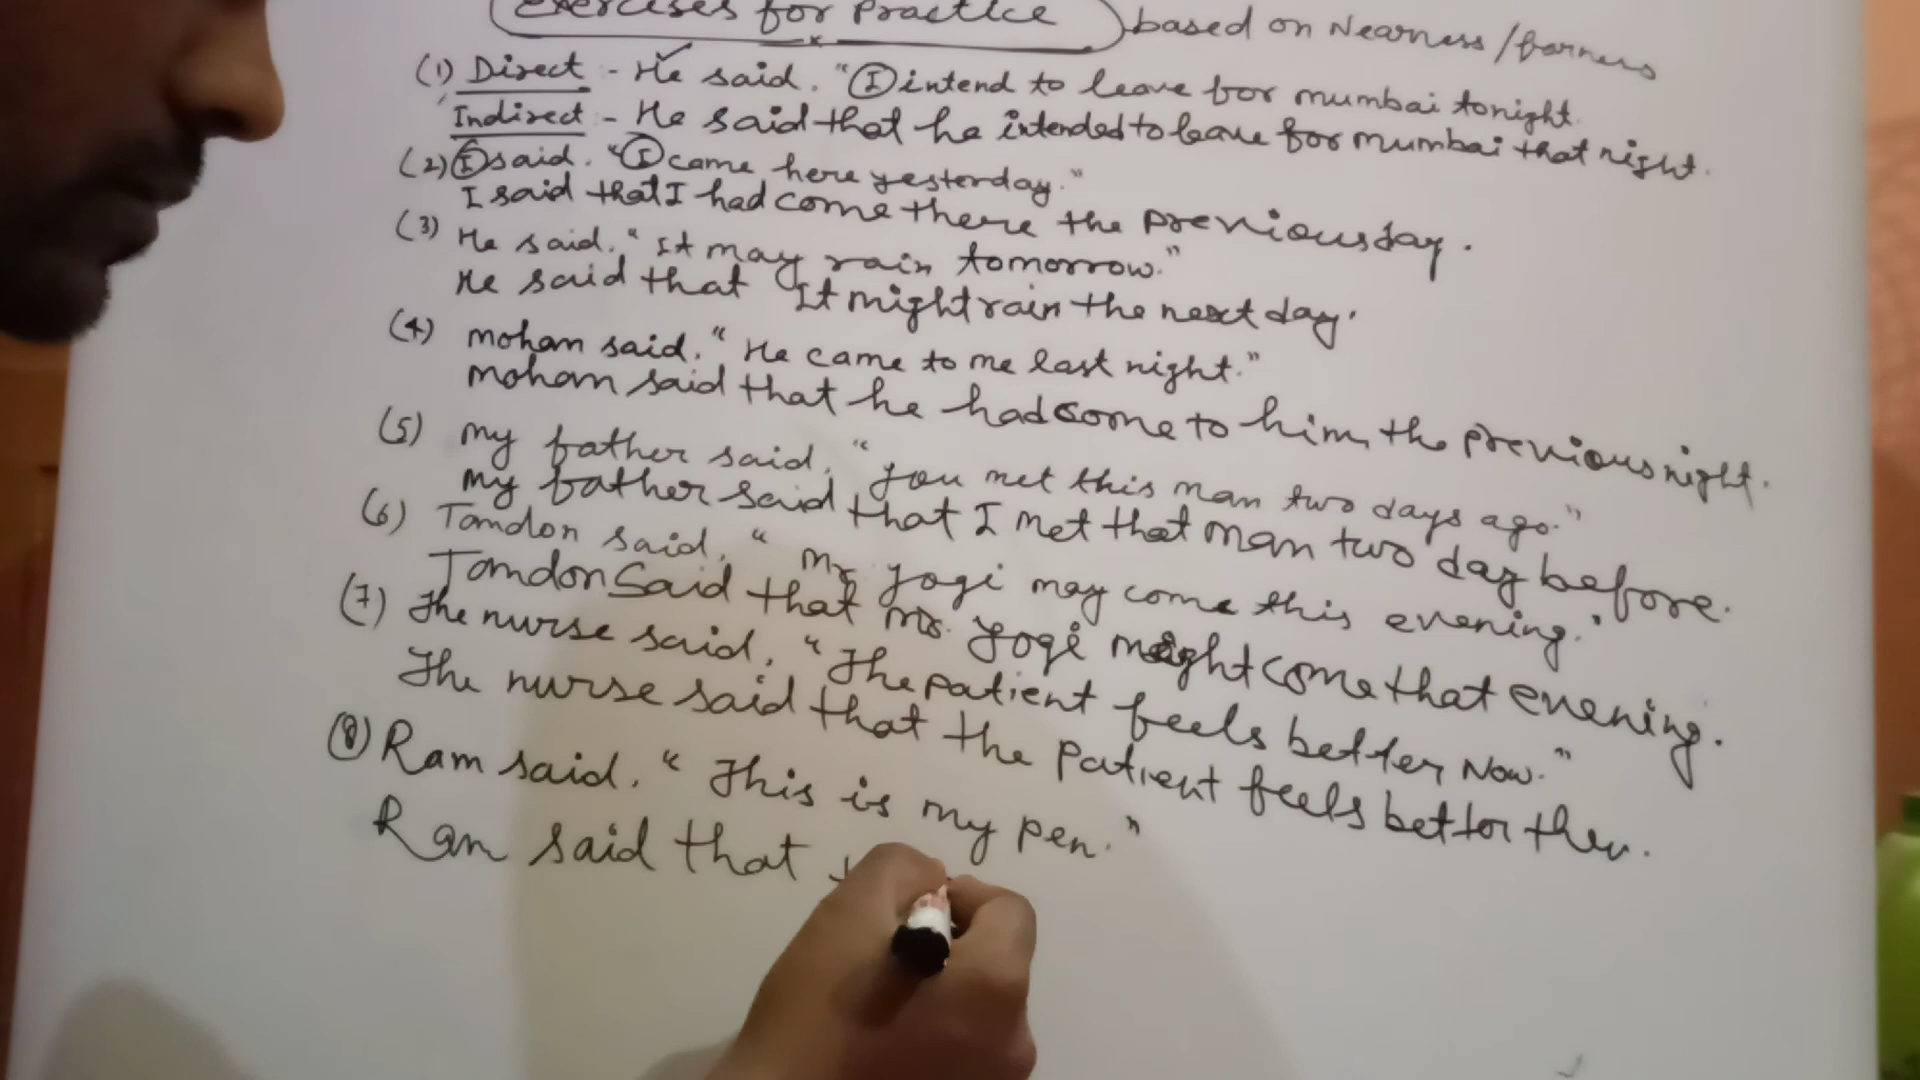 exercises for Practice based on Nearness/farness
(1) Direct - He said. "I intend to leave for mumbai tonight.
Indirect - He said that he intended to leave for mumbai that night.
(2) I said. "I came here yesterday."
I said that I had come there the previous day.
(3) He said. "It may rain tomorrow."
He said that It might rain the next day.
(4) mohan said. "He came to me last night."
mohan said that he had come to him the previous night.
(5) my father said. "you met this man two days ago."
my father said that I met that man two day before.
(6) Tandon said. "Mr yogi may come this evening."
Tandon Said that Mr. yogi might come that evening.
(7) The nurse said. "The patient feels better Now."
The nurse said that the patient feels better then.
(8) Ram said. "This is my pen."
Ram said that